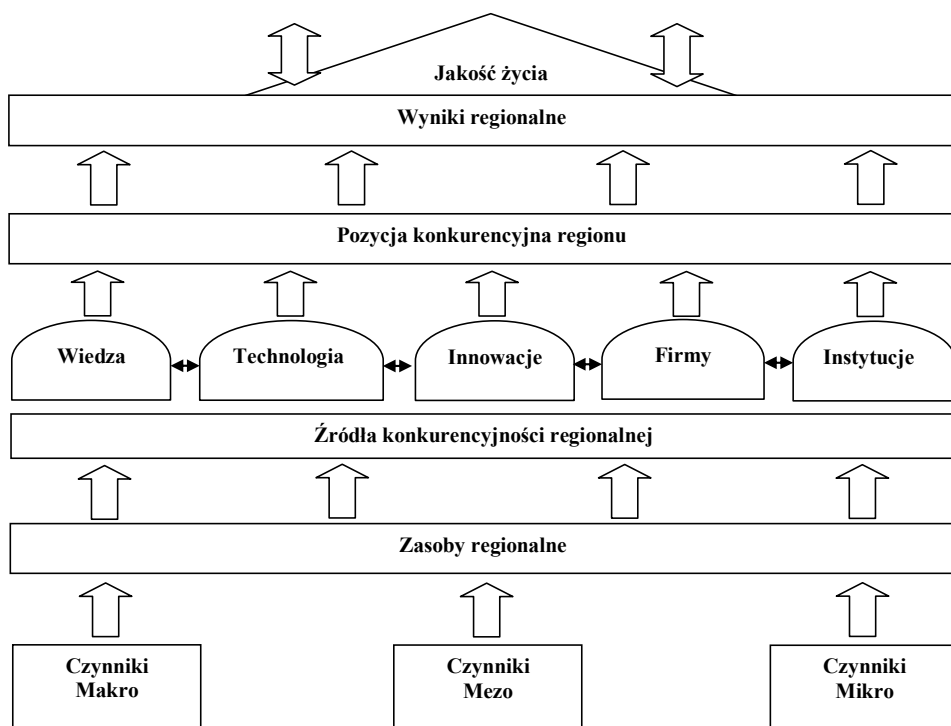 Jakość życia
Wyniki regionalne
Pozycja konkurencyjna regionu
Wiedza
Technologia
Innowacje
Firmy
Instytucje
Źródła konkurencyjności regionalnej
Zasoby regionalne
Czynniki
Makro
Czynniki
Mezo
Czynniki
Mikro